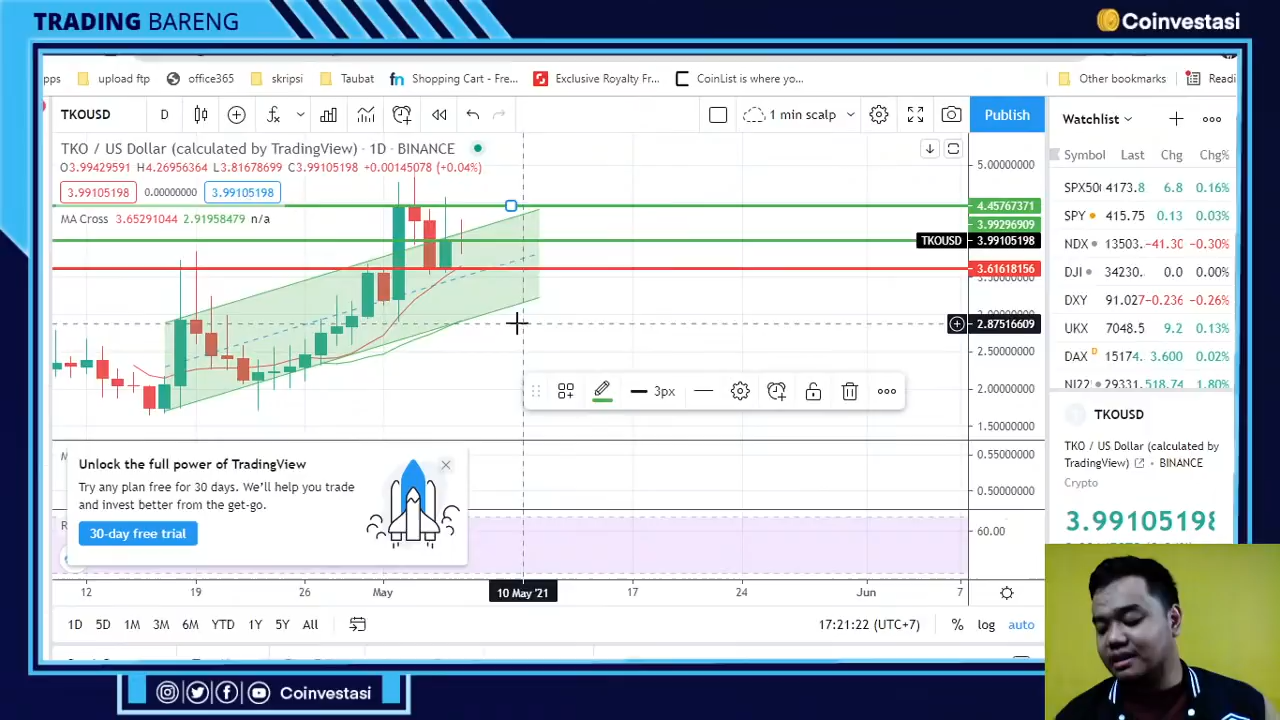 TRADING BARENG
Coinvestasi
pps upload ftp office365 skripsi Taubat fn Shopping Cart - Fre... Exclusive Royalty Fr... CoinList is where yo... Other bookmarks Readi
TKOUSD D 1 min scalp Publish
Watchlist
TKO / US Dollar (calculated by TradingView) · 1D · BINANCE
O3.99429591 H4.26956364 L3.81678699 C3.99105198 +0.00145078 (+0.04%)
3.99105198 0.00000000 3.99105198
MA Cross 3.65291044 2.91958479 n/a
5.00000000
4.45767371
3.99296909
TKOUSD 3.99105198
3.61618156
2.87516609
2.50000000
2.00000000
1.50000000
0.55000000
0.50000000
60.00
3px
Unlock the full power of TradingView
Try any plan free for 30 days. We'll help you trade
and invest better from the get-go.
30-day free trial
12 19 26 May 10 May '21 17 24 Jun 7
1D 5D 1M 3M 6M YTD 1Y 5Y All 17:21:22 (UTC+7) % log auto
Symbol Last Chg Chg%
SPX50 4173.8 6.8 0.16%
SPY 415.75 0.13 0.03%
NDX 13503. -41.30 -0.30%
DJI 34230. 0.0 0.00%
DXY 91.027 -0.236 -0.26%
UKX 7048.5 9.2 0.13%
DAX D 15174. 3.600 0.02%
NI22 29331. 518.74 1.80%
TKOUSD
TKO / US Dollar (calculated by
TradingView) • BINANCE
Crypto
3.99105198
Coinvestasi